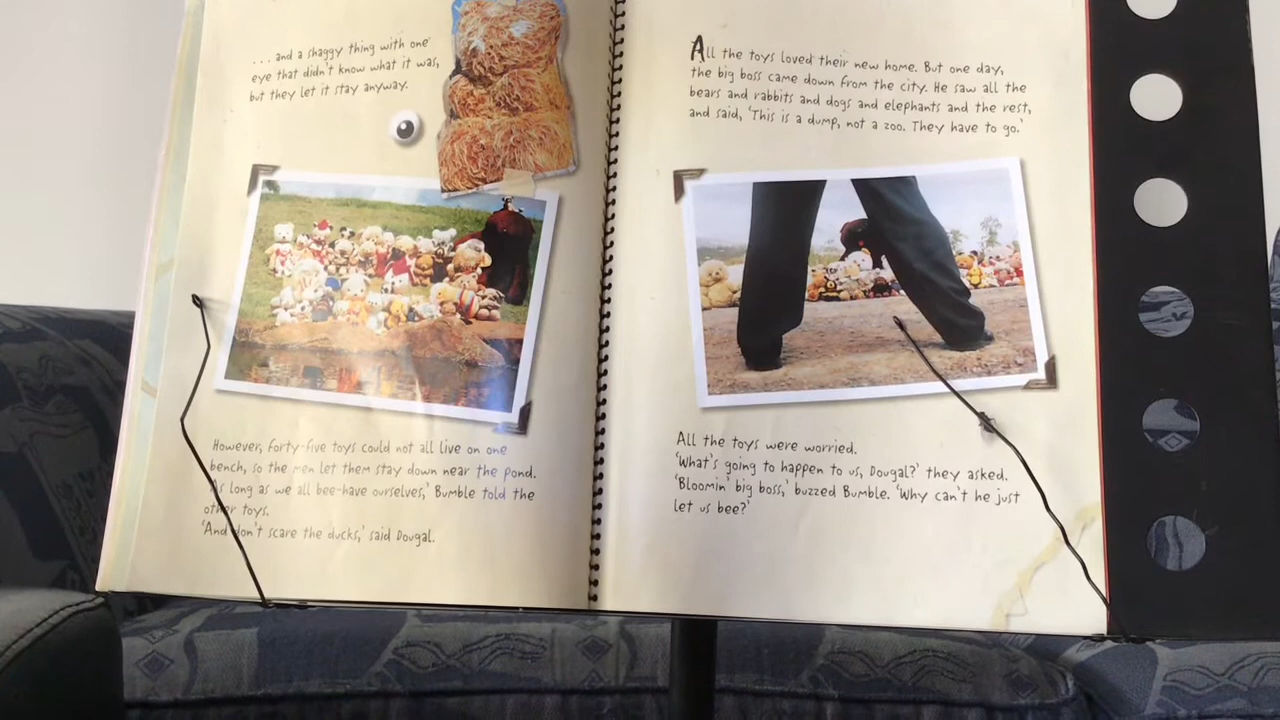 . . . and a shaggy thing with one
eye that didn't know what it was,
but they let it stay anyway.
However, forty-five toys could not all live on one
bench, so the men let them stay down near the pond.
'As long as we all bee-have ourselves,' Bumble told the
other toys.
'And don't scare the ducks,' said Dougal.
All the toys loved their new home. But one day,
the big boss came down from the city. He saw all the
bears and rabbits and dogs and elephants and the rest,
and said, 'This is a dump, not a zoo. They have to go.'
All the toys were worried.
'What's going to happen to us, Dougal?' they asked.
'Bloomin' big boss,' buzzed Bumble. 'Why can't he just
let us bee?'